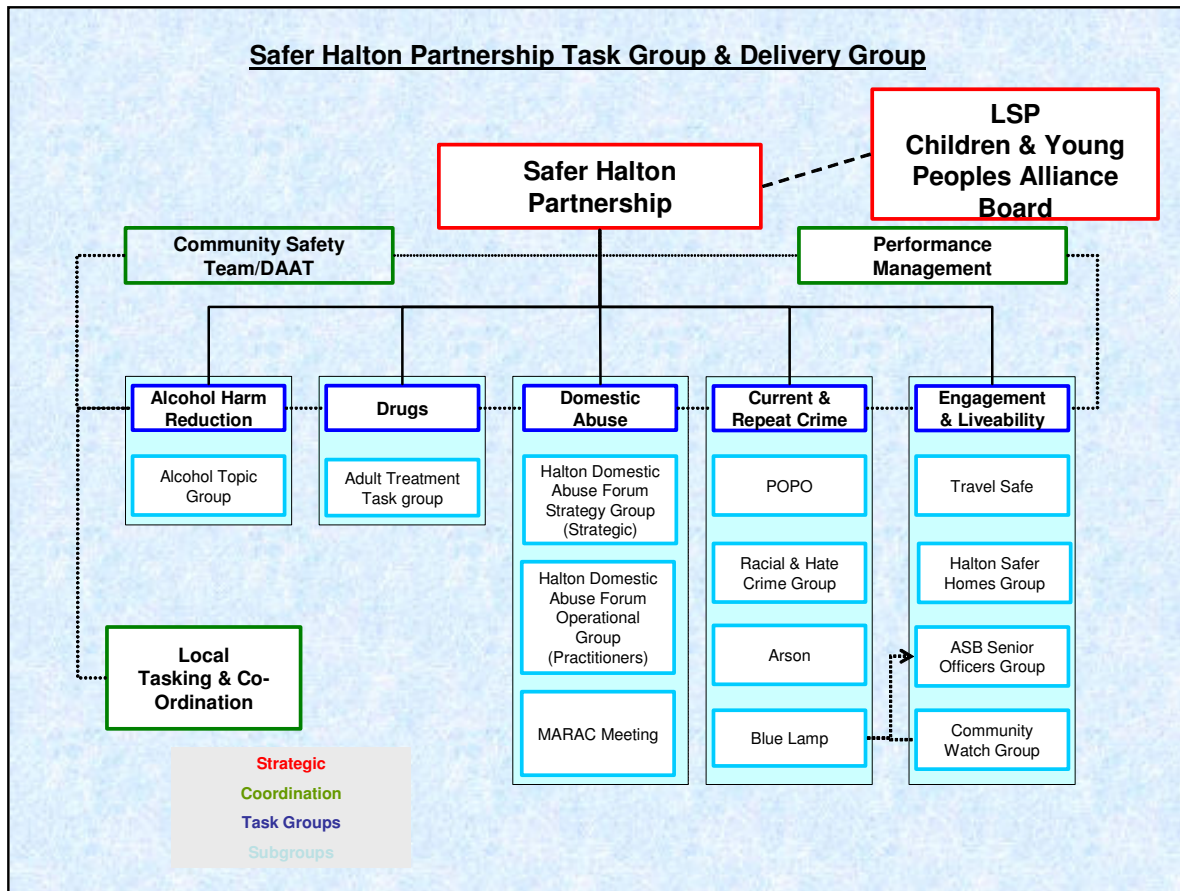 Safer Halton Partnership Task Group & Delivery Group
LSP
Children & Young
Peoples Alliance
Board
Safer Halton
Partnership
Community Safety
Team/DAAT
Performance
Management
Alcohol Harm
Reduction
Drugs
Domestic
Abuse
Current &
Repeat Crime
Engagement
& Liveability
Alcohol Topic
Group
Adult Treatment
Task group
Halton Domestic
Abuse Forum
Strategy Group
(Strategic)
POPO
Travel Safe
Halton Domestic
Abuse Forum
Operational
Group
(Practitioners)
Racial & Hate
Crime Group
Halton Safer
Homes Group
Arson
ASB Senior
Officers Group
MARAC Meeting
Blue Lamp
Community
Watch Group
Local
Tasking & Co-
Ordination
Strategic
Coordination
Task Groups
Subgroups